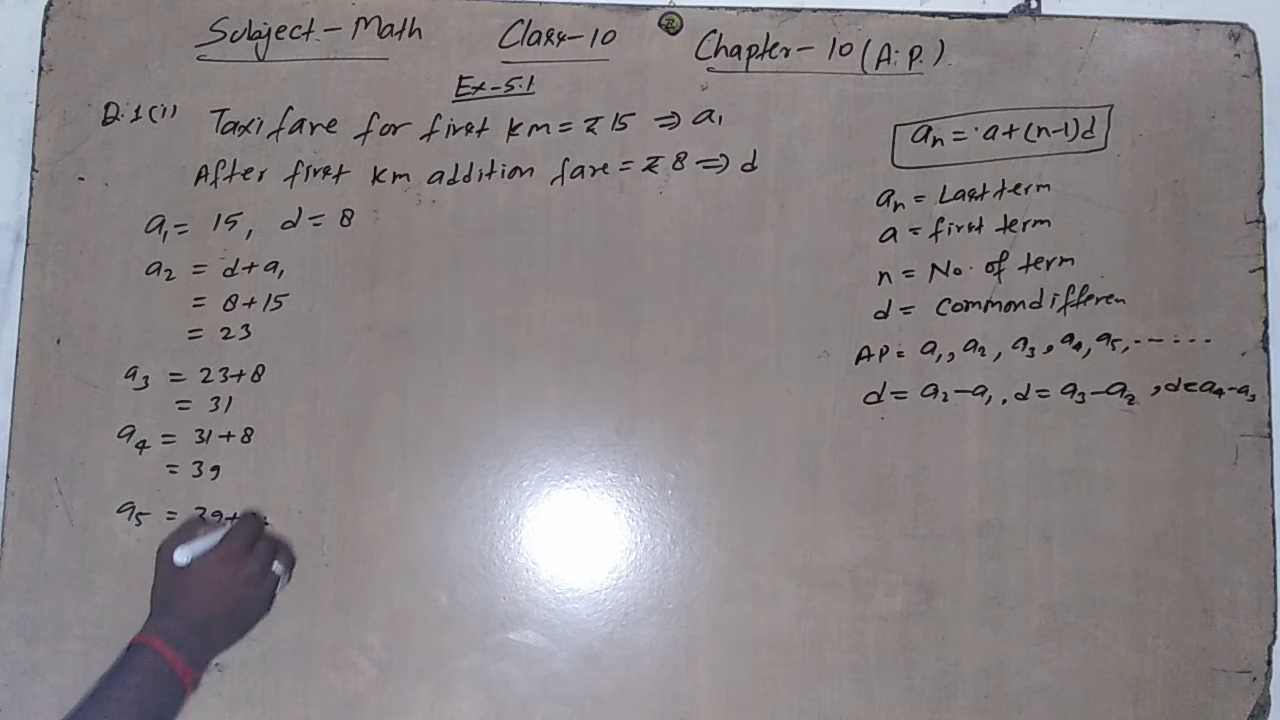 Subject - Math Class-10 Chapter - 10 (A.P.)
Ex-5.1
Q.1(i) Taxi fare for first km = ₹ 15 ⇒ a₁
After first km addition fare = ₹ 8 ⇒ d
a₁ = 15, d = 8
a₂ = d+a₁
= 8+15
= 23
a₃ = 23+8
= 31
a₄ = 31+8
= 39
a₅ = 39+
aₙ = a+(n-1)d
aₙ = Last term
a = first term
n = No. of term
d = Common differen
AP = a₁, a₂, a₃, a₄, a₅, ------
d = a₂-a₁, d = a₃-a₂, d = a₄-a₃